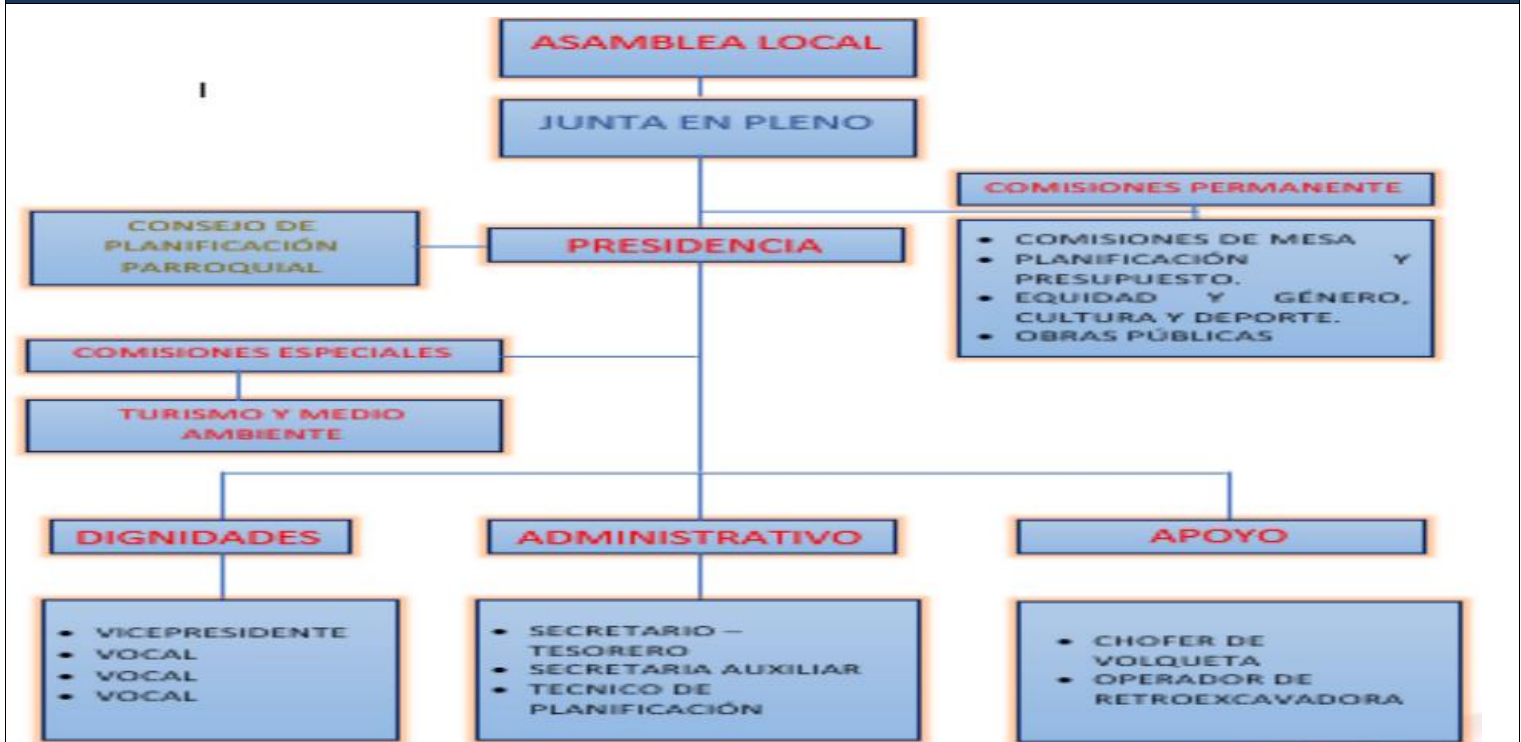 ASAMBLEA LOCAL
I
JUNTA EN PLENO
COMISIONES PERMANENTE
CONSEJO DE
PLANIFICACIÓN
PARROQUIAL
PRESIDENCIA
• COMISIONES DE MESA
• PLANIFICACIÓN Y
PRESUPUESTO.
• EQUIDAD Y GÉNERO,
CULTURA Y DEPORTE.
• OBRAS PÚBLICAS
COMISIONES ESPECIALES
TURISMO Y MEDIO
AMBIENTE
DIGNIDADES
ADMINISTRATIVO
APOYO
• VICEPRESIDENTE
• VOCAL
• VOCAL
• VOCAL
• SECRETARIO –
TESORERO
• SECRETARIA AUXILIAR
• TECNICO DE
PLANIFICACIÓN
• CHOFER DE
VOLQUETA
• OPERADOR DE
RETROEXCAVADORA